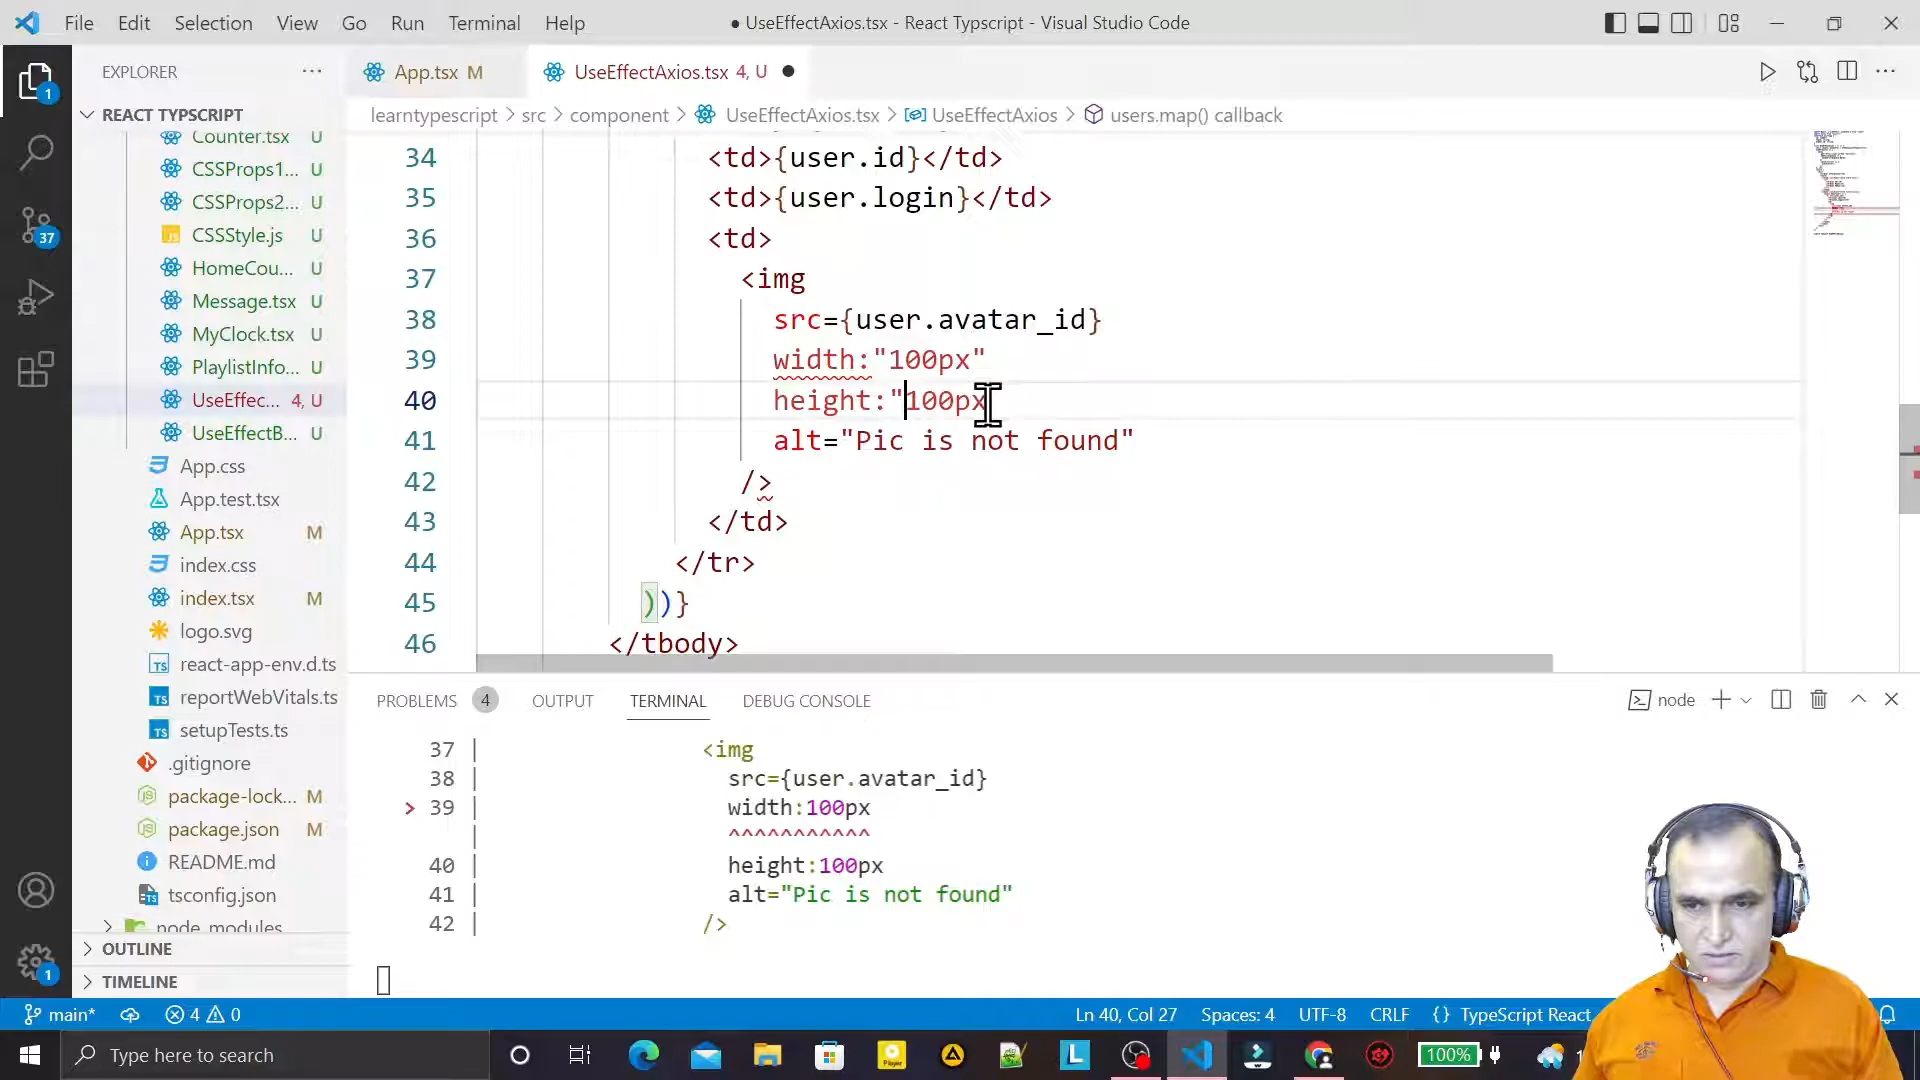 File Edit Selection View Go Run Terminal Help
● UseEffectAxios.tsx - React Typscript - Visual Studio Code
EXPLORER
App.tsx M
UseEffectAxios.tsx 4, U
REACT TYPSCRIPT
learntypescript > src > component > UseEffectAxios.tsx > UseEffectAxios > users.map() callback
Counter.tsx U
CSSProps1... U
CSSProps2... U
CSSStyle.js U
HomeCou... U
Message.tsx U
MyClock.tsx U
PlaylistInfo... U
UseEffec... 4, U
UseEffectB... U
App.css
App.test.tsx
App.tsx M
index.css
index.tsx M
logo.svg
react-app-env.d.ts
reportWebVitals.ts
setupTests.ts
.gitignore
package-lock... M
package.json M
README.md
tsconfig.json
node_modules
OUTLINE
TIMELINE
1
37
1
34 <td>{user.id}</td>
35 <td>{user.login}</td>
36 <td>
37 <img
38 src={user.avatar_id}
39 width:"100px"
40 height:"100px
41 alt="Pic is not found"
42 />
43 </td>
44 </tr>
45 ))}
46 </tbody>
PROBLEMS 4 OUTPUT TERMINAL DEBUG CONSOLE
node
37 | <img
38 | src={user.avatar_id}
> 39 | width:100px
| ^^^^^^^^^^^
40 | height:100px
41 | alt="Pic is not found"
42 | />
main* 4 0
Ln 40, Col 27 Spaces: 4 UTF-8 CRLF {} TypeScript React
Type here to search
100%